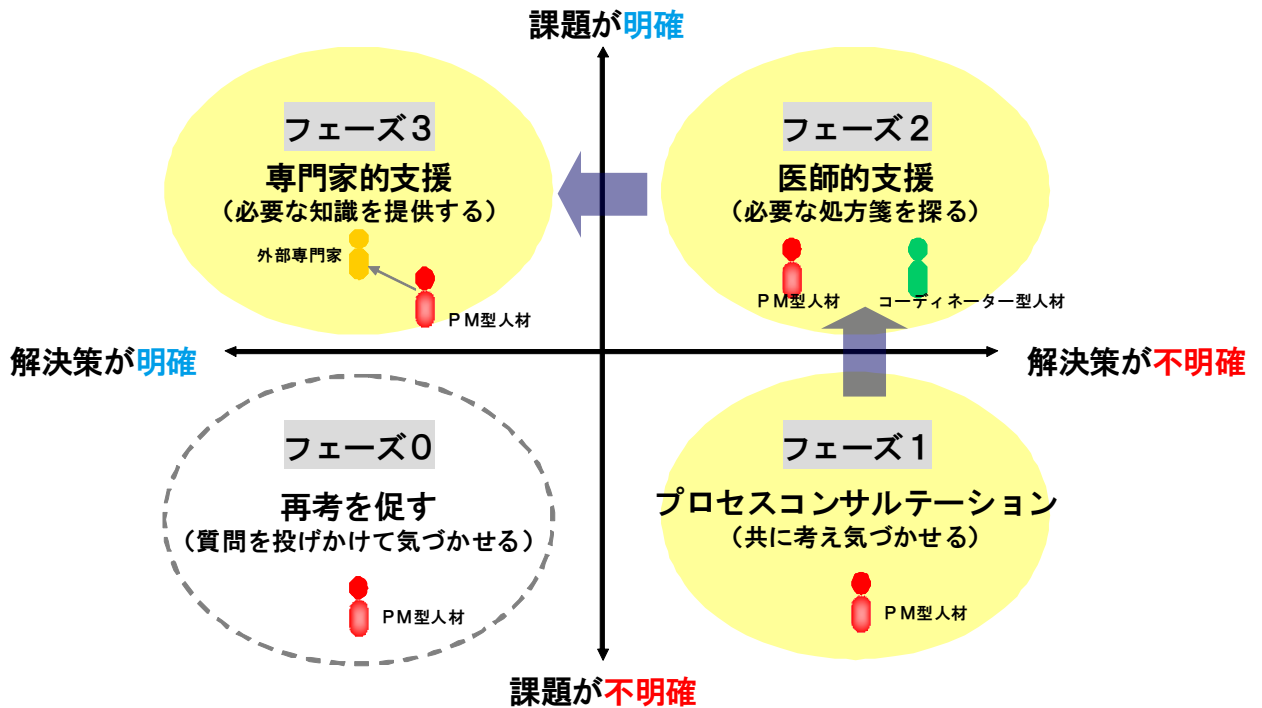 課題が明確
フェーズ3
専門家的支援
(必要な知識を提供する)
外部専門家
PM型人材
フェーズ2
医師的支援
(必要な処方箋を探る)
PM型人材
コーディネーター型人材
解決策が明確
解決策が不明確
フェーズ0
再考を促す
(質問を投げかけて気づかせる)
PM型人材
フェーズ1
プロセスコンサルテーション
(共に考え気づかせる)
PM型人材
課題が不明確